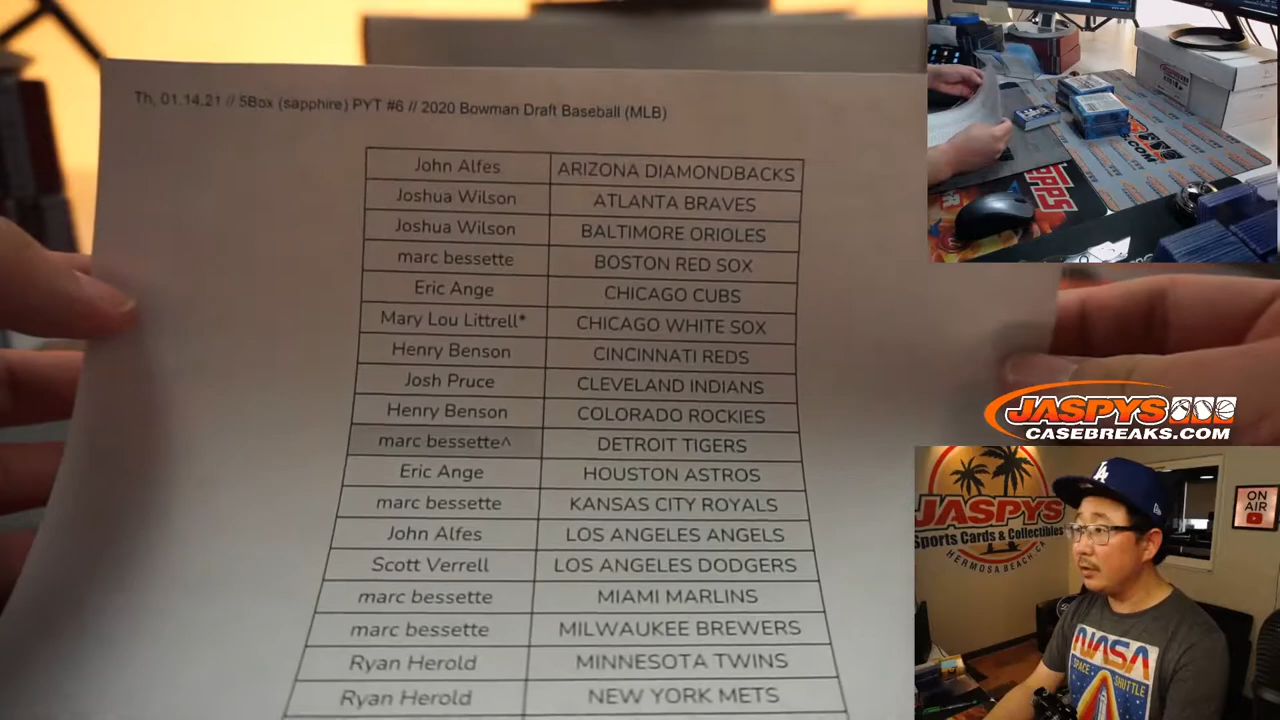 Th, 01.14.21 // 5Box (sapphire) PYT #6 // 2020 Bowman Draft Baseball (MLB)
John Alfes ARIZONA DIAMONDBACKS
Joshua Wilson ATLANTA BRAVES
Joshua Wilson BALTIMORE ORIOLES
marc bessette BOSTON RED SOX
Eric Ange CHICAGO CUBS
Mary Lou Littrell* CHICAGO WHITE SOX
Henry Benson CINCINNATI REDS
Josh Pruce CLEVELAND INDIANS
Henry Benson COLORADO ROCKIES
marc bessette^ DETROIT TIGERS
Eric Ange HOUSTON ASTROS
marc bessette KANSAS CITY ROYALS
John Alfes LOS ANGELES ANGELS
Scott Verrell LOS ANGELES DODGERS
marc bessette MIAMI MARLINS
marc bessette MILWAUKEE BREWERS
Ryan Herold MINNESOTA TWINS
Ryan Herold NEW YORK METS
TOPPS
.COM
JASPYS
CASEBREAKS.COM
JASPYS
Sports Cards & Collectibles
HERMOSA BEACH, CA
ON
AIR
LA
NASA
SPACE SHUTTLE